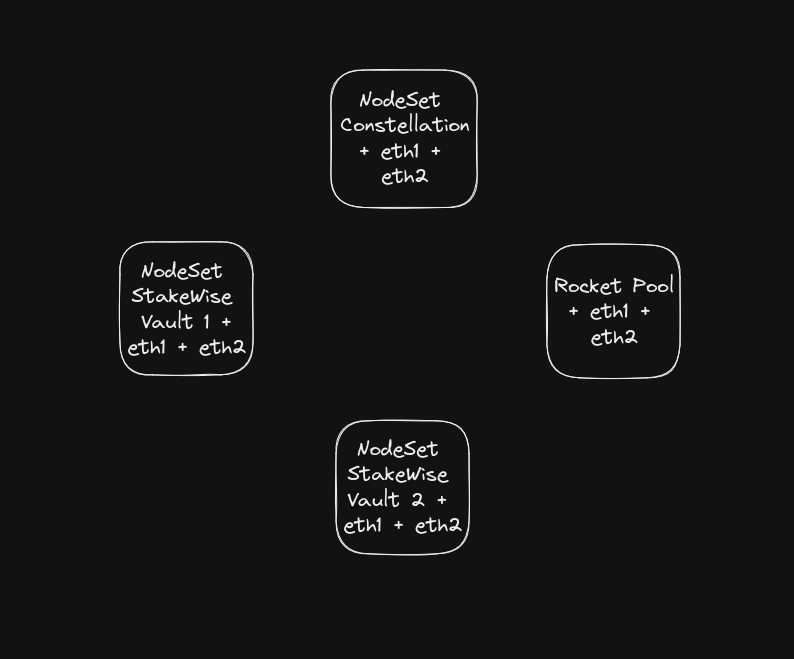 NodeSet
Constellation
+ eth1 +
eth2
NodeSet
StakeWise
Vault 1 +
eth1 + eth2
Rocket Pool
+ eth1 +
eth2
NodeSet
StakeWise
Vault 2 +
eth1 + eth2